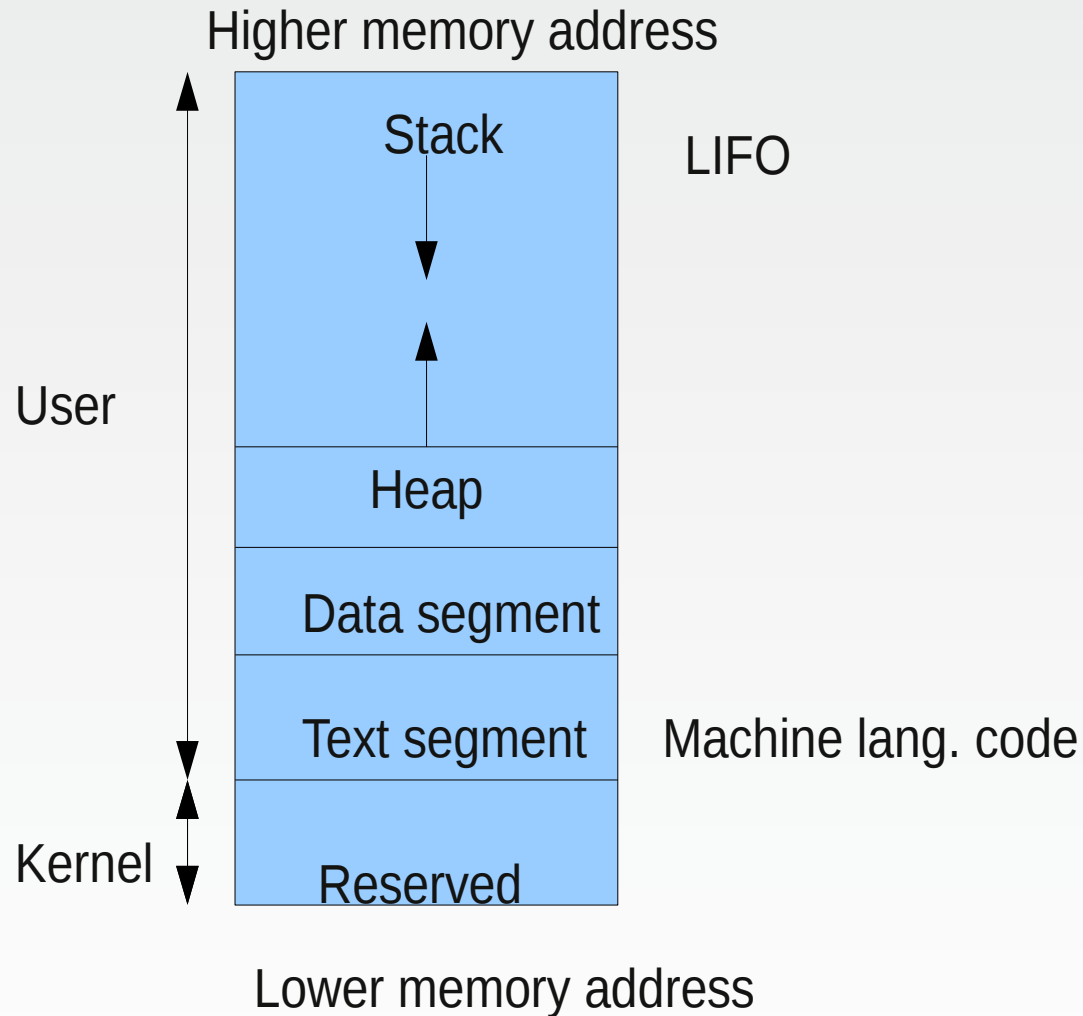 Higher memory address
Stack
LIFO
User
Heap
Data segment
Text segment
Machine lang. code
Kernel
Reserved
Lower memory address